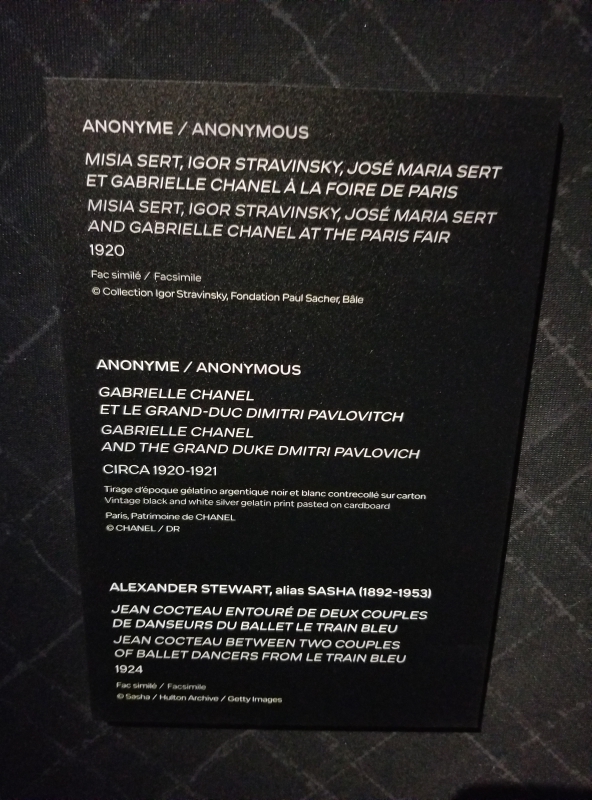 ANONYME / ANONYMOUS
MISIA SERT, IGOR STRAVINSKY, JOSÉ MARIA SERT
ET GABRIELLE CHANEL À LA FOIRE DE PARIS
MISIA SERT, IGOR STRAVINSKY, JOSÉ MARIA SERT
AND GABRIELLE CHANEL AT THE PARIS FAIR
1920
Fac similé / Facsimile
© Collection Igor Stravinsky, Fondation Paul Sacher, Bâle
ANONYME / ANONYMOUS
GABRIELLE CHANEL
ET LE GRAND-DUC DIMITRI PAVLOVITCH
GABRIELLE CHANEL
AND THE GRAND DUKE DMITRI PAVLOVICH
CIRCA 1920-1921
Tirage d'époque gélatino argentique noir et blanc contrecollé sur carton
Vintage black and white silver gelatin print pasted on cardboard
Paris, Patrimoine de CHANEL
© CHANEL / DR
ALEXANDER STEWART, alias SASHA (1892-1953)
JEAN COCTEAU ENTOURÉ DE DEUX COUPLES
DE DANSEURS DU BALLET LE TRAIN BLEU
JEAN COCTEAU BETWEEN TWO COUPLES
OF BALLET DANCERS FROM LE TRAIN BLEU
1924
Fac similé / Facsimile
© Sasha / Hulton Archive / Getty Images